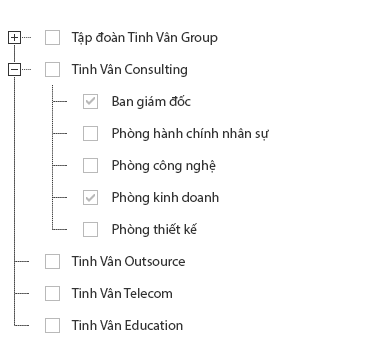 Tập đoàn Tinh Vân Group
Tinh Vân Consulting
Ban giám đốc
Phòng hành chính nhân sự
Phòng công nghệ
Phòng kinh doanh
Phòng thiết kế
Tinh Vân Outsource
Tinh Vân Telecom
Tinh Vân Education